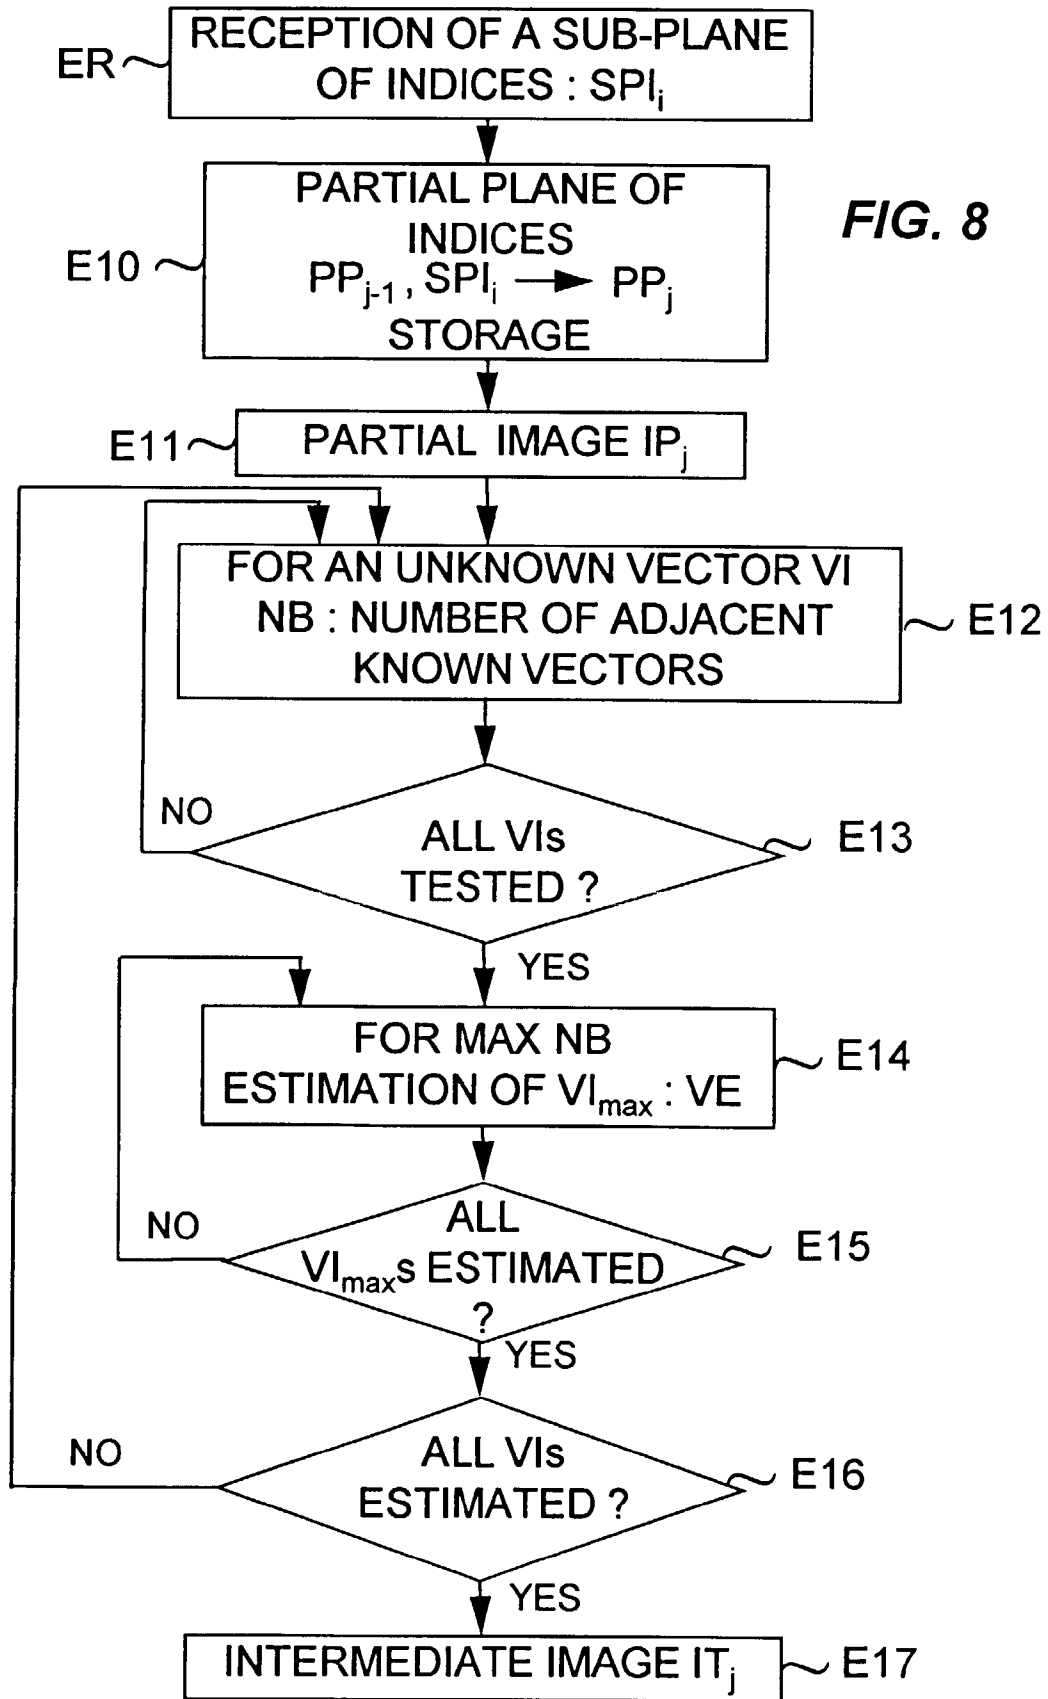 ER
RECEPTION OF A SUB-PLANE
OF INDICES : SPIi
FIG. 8
E10
PARTIAL PLANE OF
INDICES
PPj-1 , SPIi → PPj
STORAGE
E11
PARTIAL IMAGE IPj
FOR AN UNKNOWN VECTOR VI
NB : NUMBER OF ADJACENT
KNOWN VECTORS
E12
NO
ALL VIs
TESTED ?
E13
YES
FOR MAX NB
ESTIMATION OF VImax : VE
E14
NO
ALL
VImaxs ESTIMATED
?
E15
YES
NO
ALL VIs
ESTIMATED ?
E16
YES
INTERMEDIATE IMAGE ITj
E17